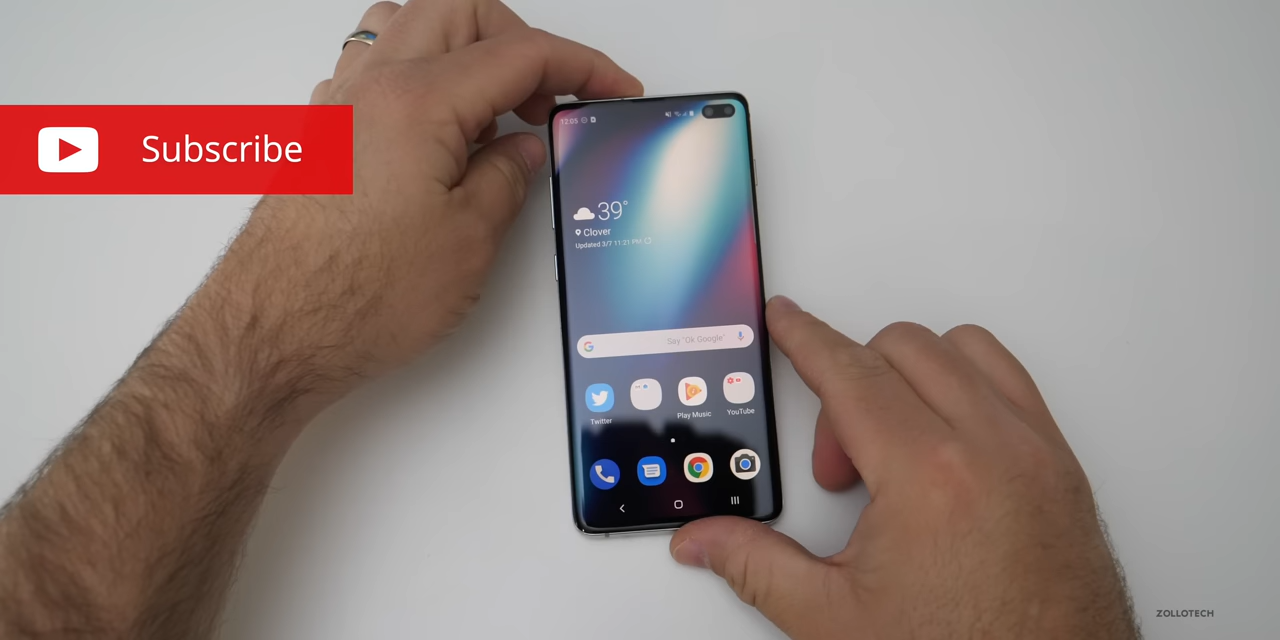 Subscribe
12:05
39°
Clover
Updated 3/7 11:21 PM
G
Say "Ok Google"
Twitter
Play Music
YouTube
ZOLLOTECH